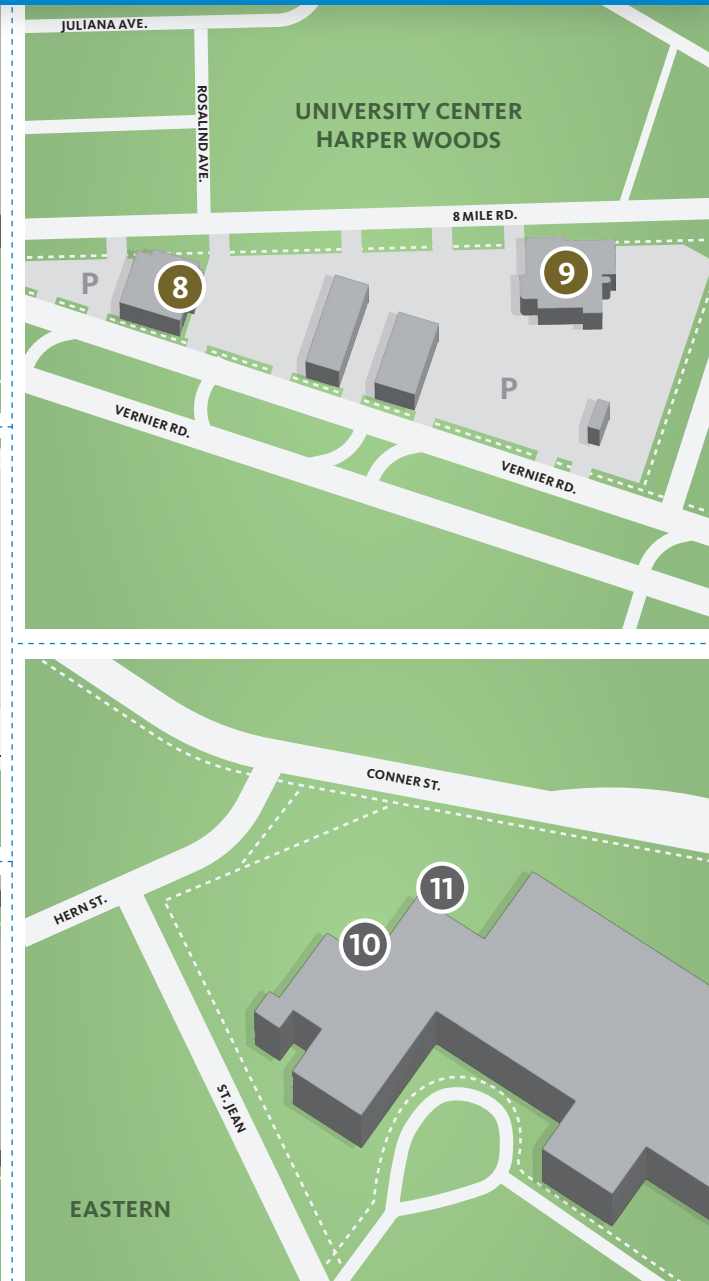 JULIANA AVE.
ROSALIND AVE.
UNIVERSITY CENTER
HARPER WOODS
8 MILE RD.
P
8
9
P
VERNIER RD.
VERNIER RD.
CONNER ST.
11
HERN ST.
10
ST. JEAN
EASTERN